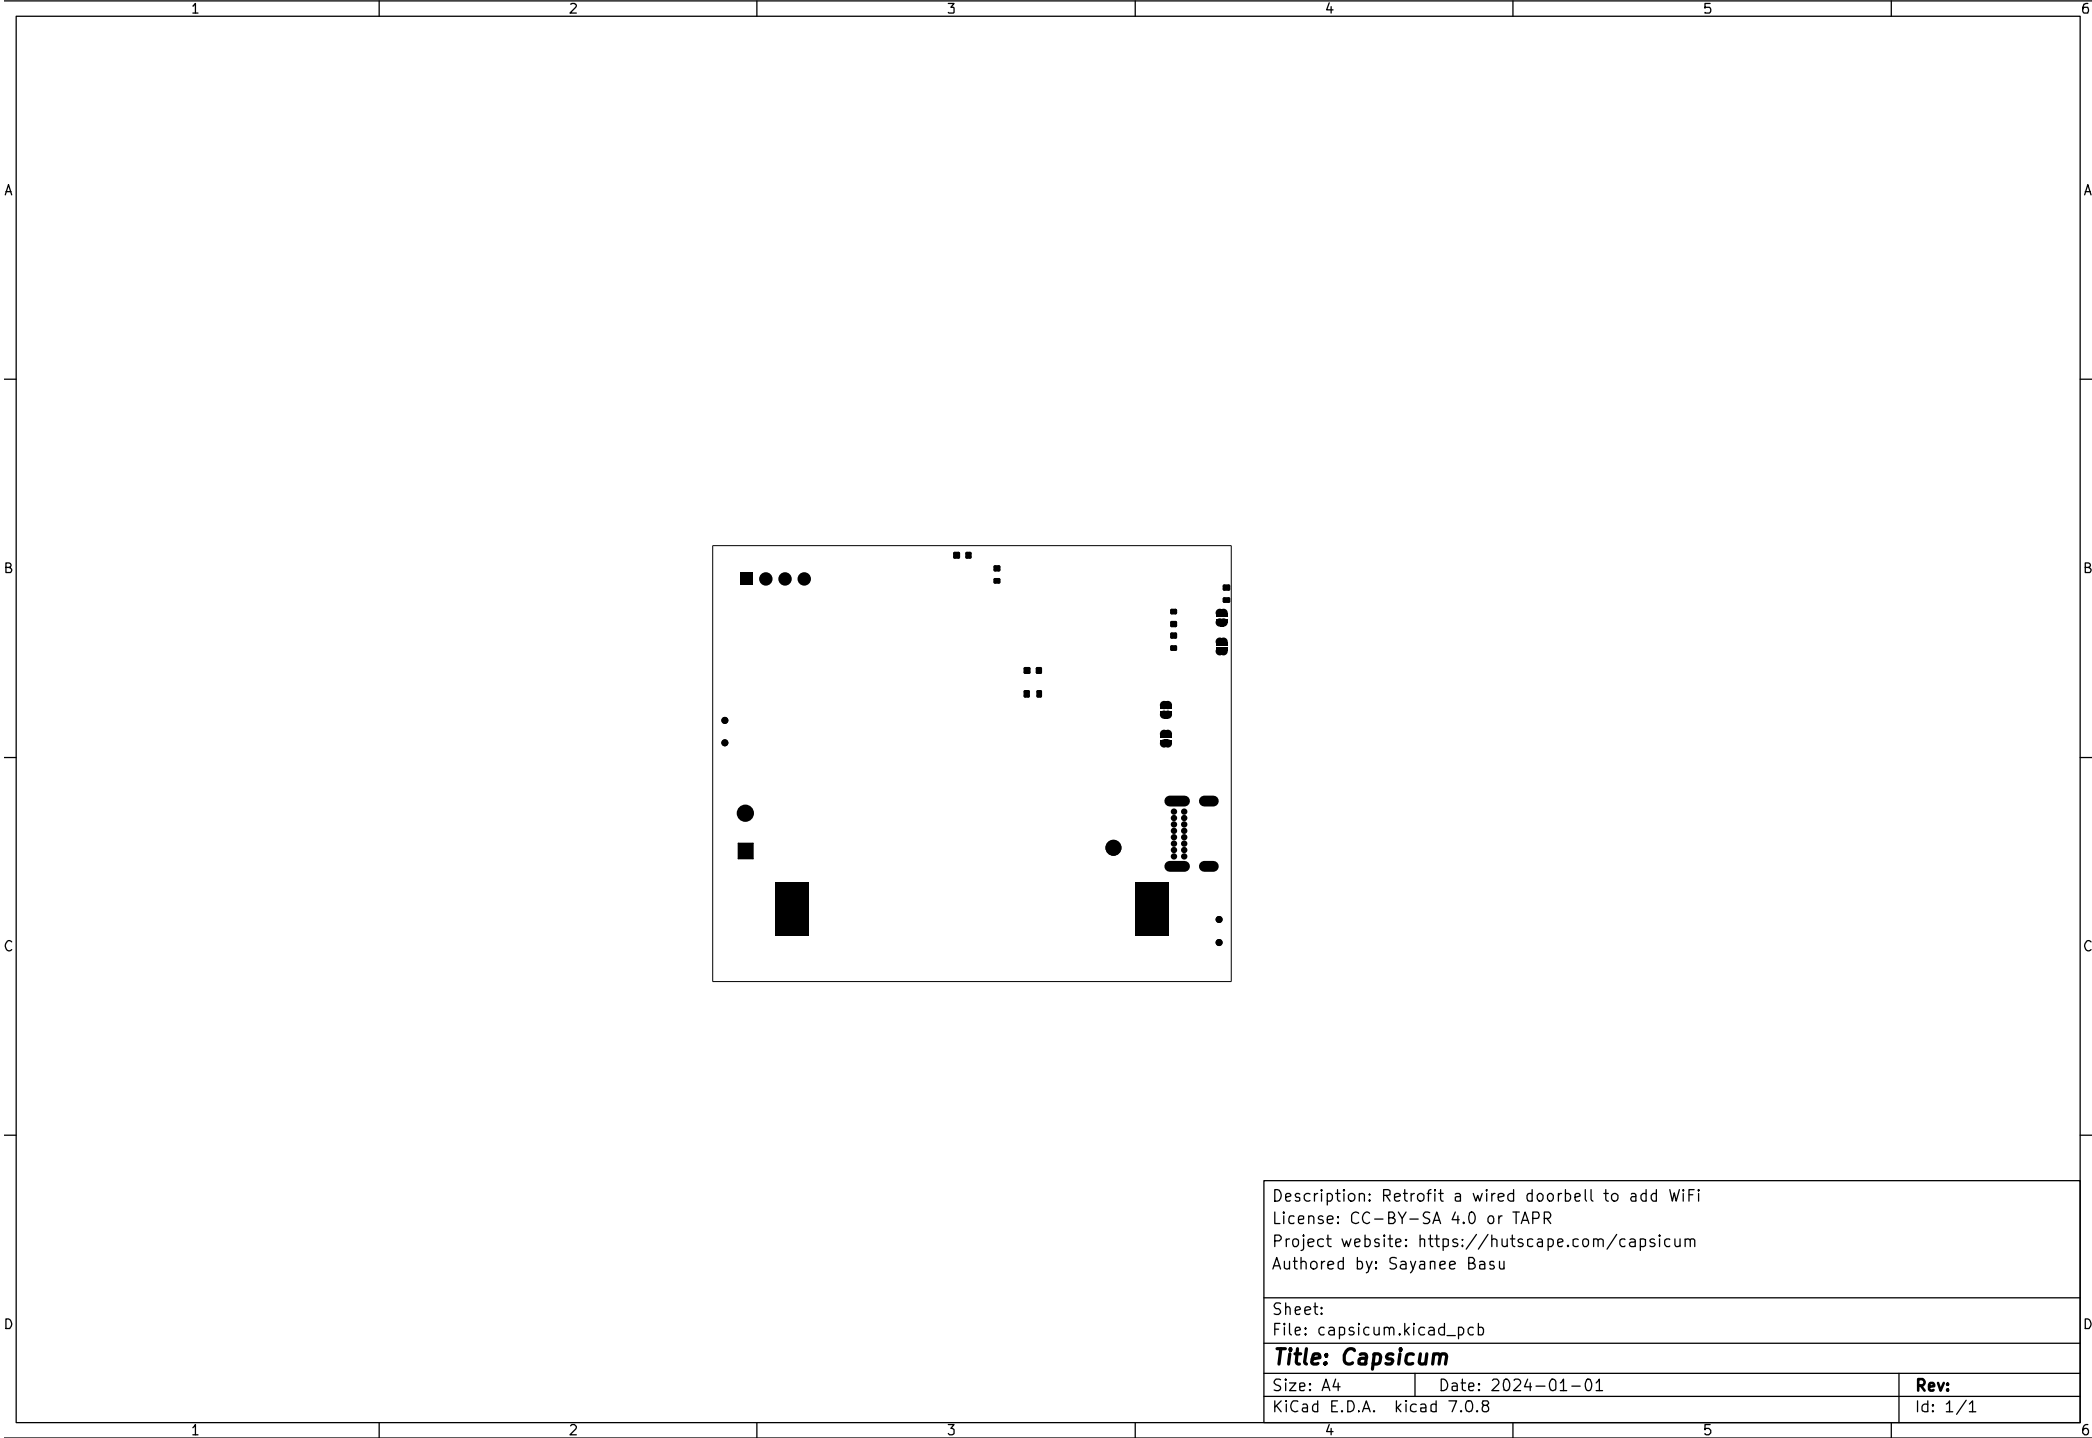 1 2 3 4 5 6
A A
B B
C C
Description: Retrofit a wired doorbell to add WiFi
License: CC-BY-SA 4.0 or TAPR
Project website: https://hutscape.com/capsicum
Authored by: Sayanee Basu
Sheet:
D D
File: capsicum.kicad_pcb
Title: Capsicum
Size: A4 Date: 2024-01-01 Rev:
KiCad E.D.A. kicad 7.0.8 Id: 1/1
1 2 3 4 5 6